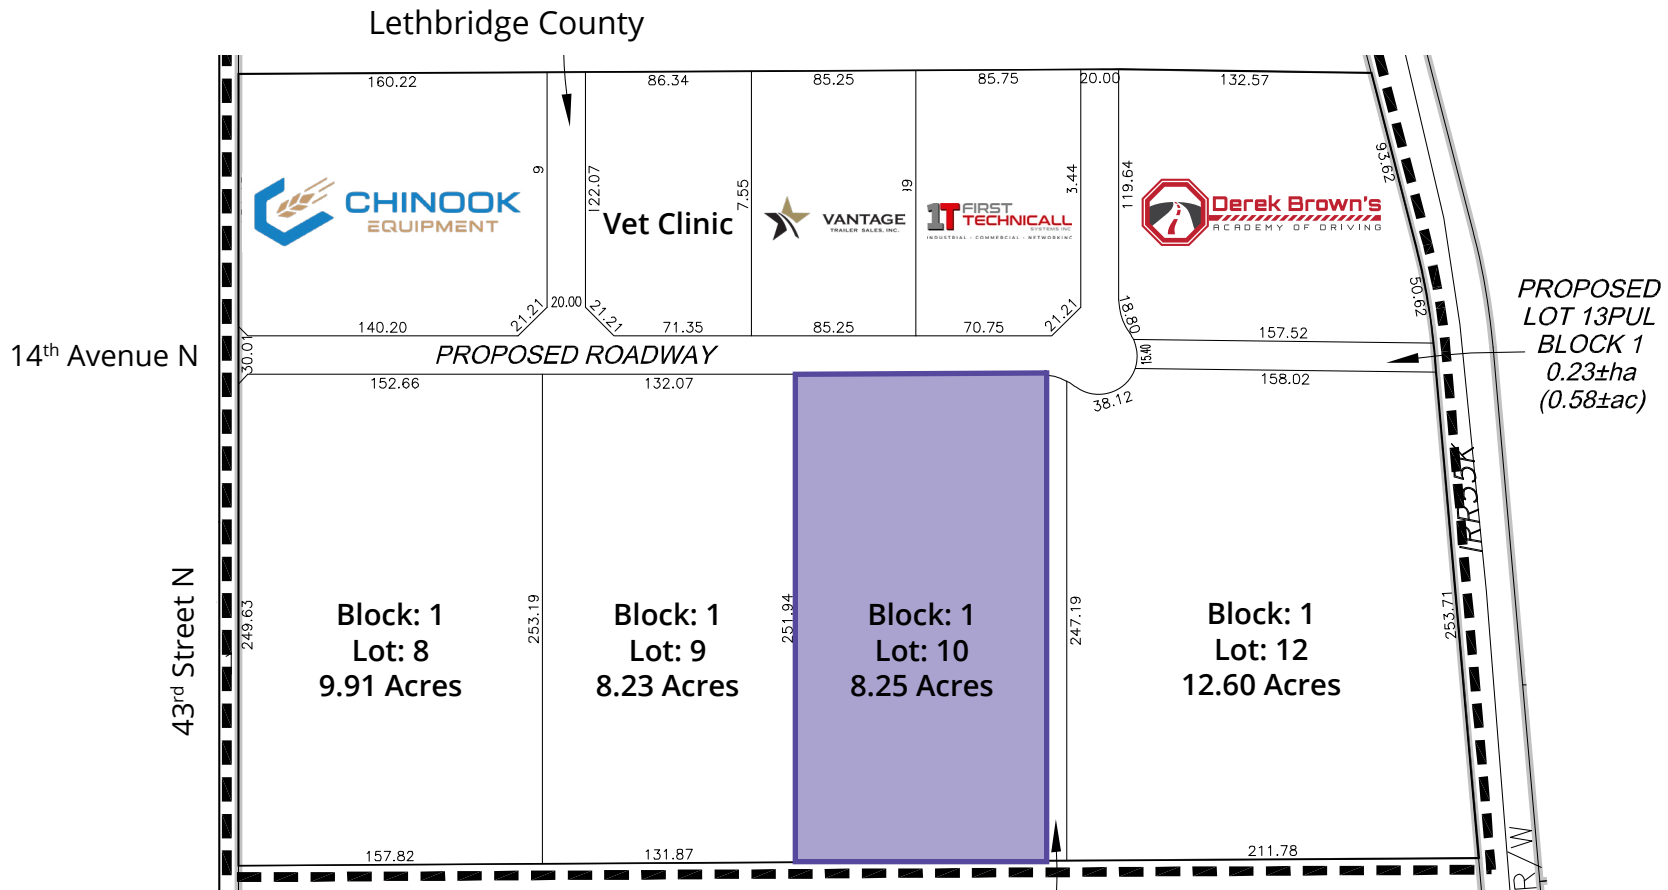 Lethbridge County
160.22
86.34
85.25
85.75
20.00
132.57
9
122.07
7.55
3.44
119.64
93.62
CHINOOK
EQUIPMENT
Vet Clinic
VANTAGE
TRAILER SALES, INC.
1T FIRST
TECHNICALL
SYSTEMS INC
INDUSTRIAL - COMMERCIAL - NETWORKING
Derek Brown's
ACADEMY OF DRIVING
50.62
21.21
20.00
21.21
21.21
18.80
140.20
71.35
85.25
70.75
157.52
14th Avenue N
30.01
PROPOSED ROADWAY
15.40
PROPOSED
LOT 13PUL
BLOCK 1
0.23±ha
(0.58±ac)
152.66
132.07
38.12
158.02
RR55K
43rd Street N
249.63
Block: 1
Lot: 8
9.91 Acres
253.19
Block: 1
Lot: 9
8.23 Acres
251.94
Block: 1
Lot: 10
8.25 Acres
247.19
Block: 1
Lot: 12
12.60 Acres
253.71
157.82
131.87
211.78
R/W